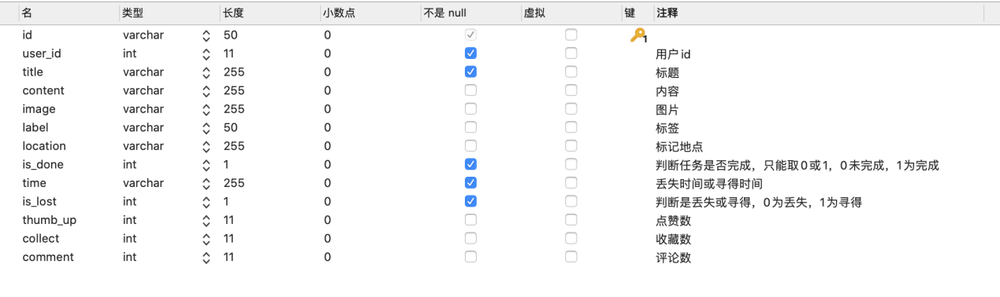 名 类型 长度 小数点 不是 null 虚拟 键 注释
id varchar 50 0 1
user_id int 11 0 用户id
title varchar 255 0 标题
content varchar 255 0 内容
image varchar 255 0 图片
label varchar 50 0 标签
location varchar 255 0 标记地点
is_done int 1 0 判断任务是否完成，只能取0或1，0未完成，1为完成
time varchar 255 0 丢失时间或寻得时间
is_lost int 1 0 判断是丢失或寻得，0为丢失，1为寻得
thumb_up int 11 0 点赞数
collect int 11 0 收藏数
comment int 11 0 评论数